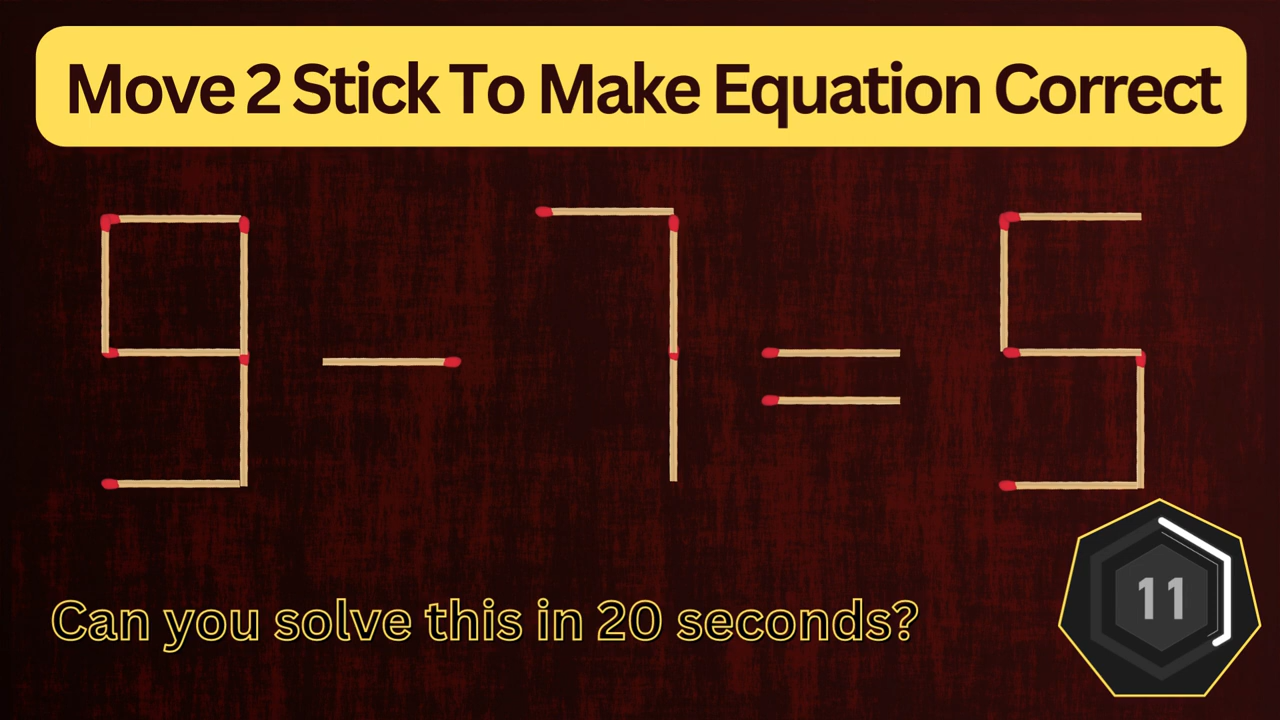 Move 2 Stick To Make Equation Correct
9 - 7 = 5
Can you solve this in 20 seconds?
11